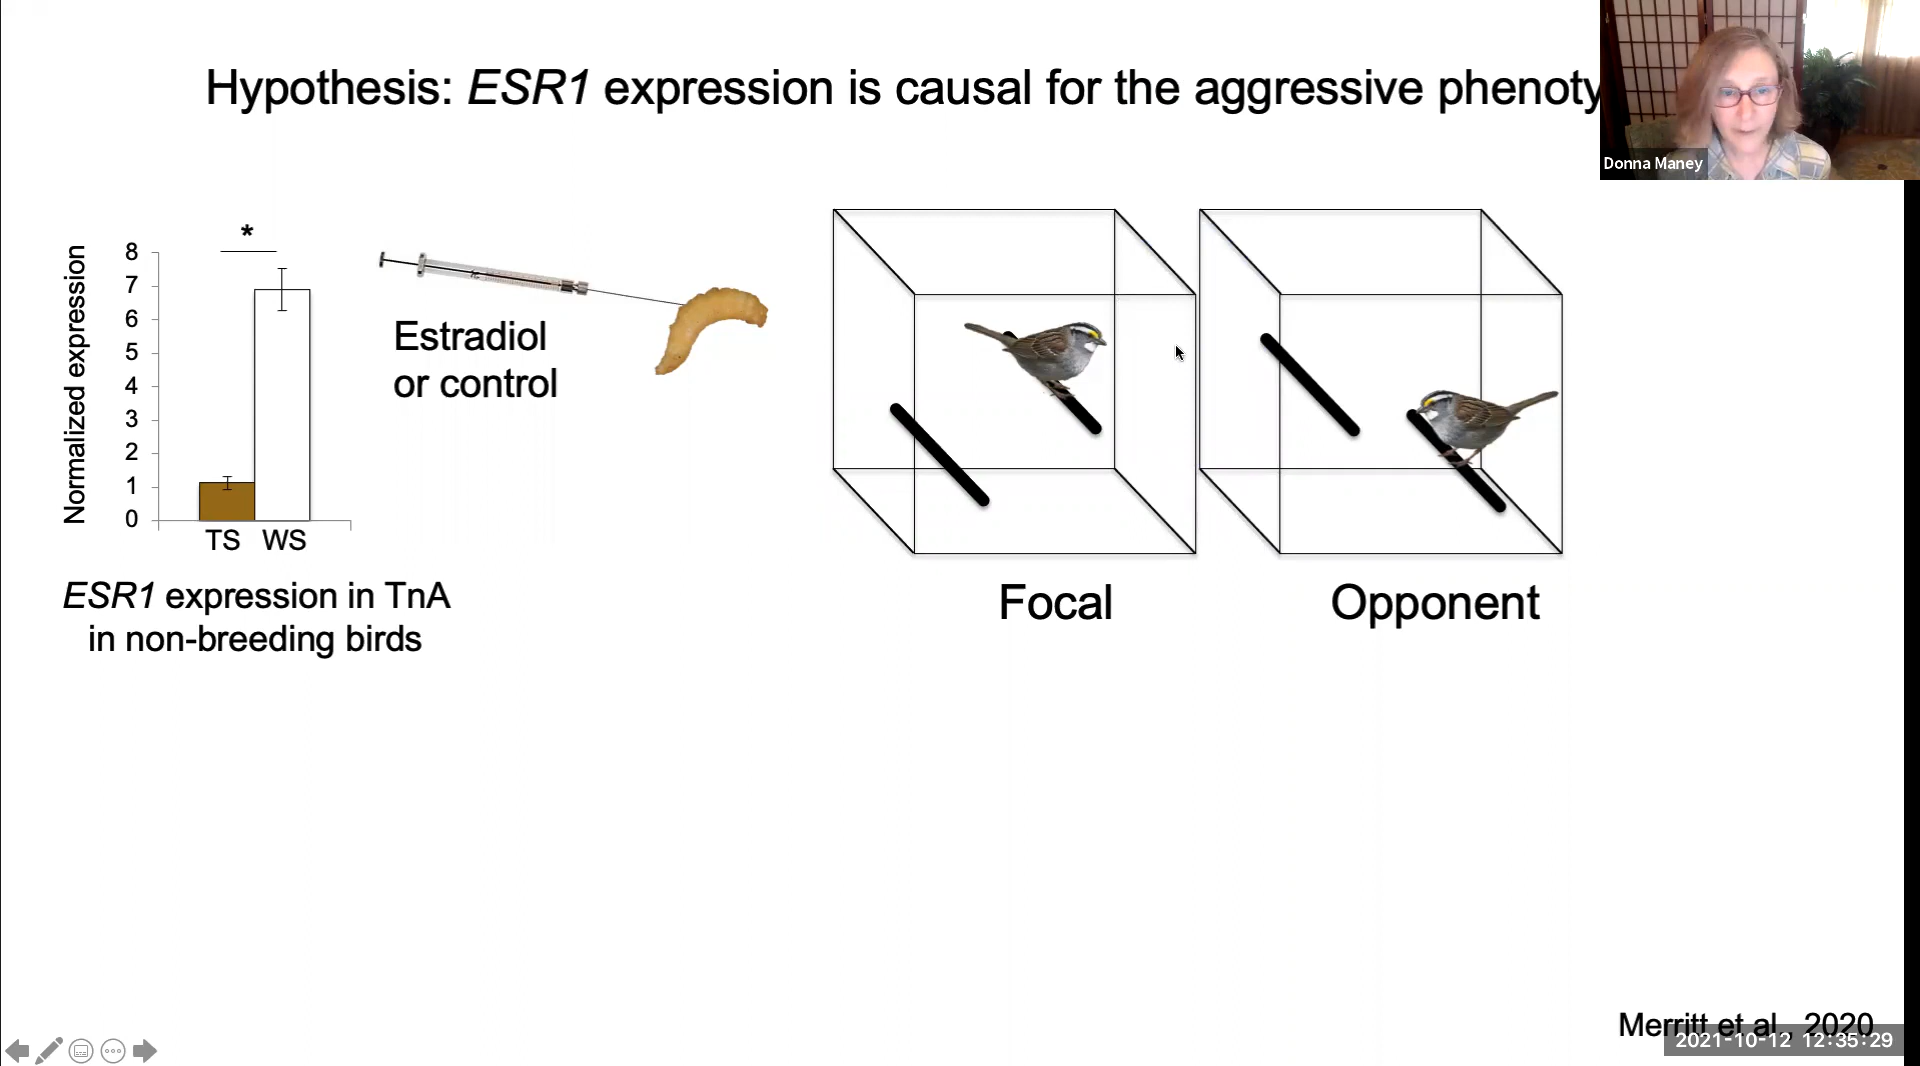 Hypothesis: ESR1 expression is causal for the aggressive phenoty
Donna Maney
*
Normalized expression
8
7
6
5
4
3
2
1
0
TS WS
ESR1 expression in TnA
in non-breeding birds
Estradiol
or control
Focal
Opponent
Merritt et al., 2020
2021-10-12 12:35:29